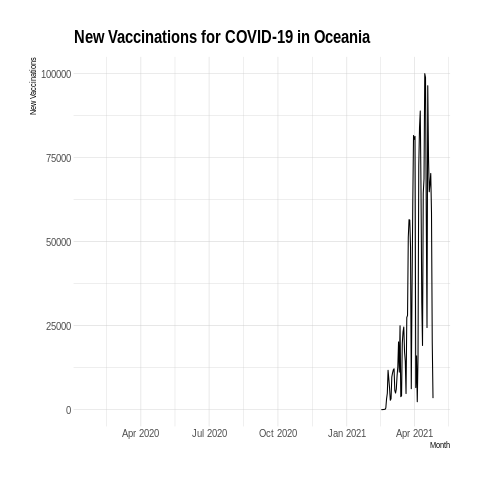 New Vaccinations for COVID-19 in Oceania
New Vaccinations
100000
75000
50000
25000
0
Apr 2020 Jul 2020 Oct 2020 Jan 2021 Apr 2021
Month